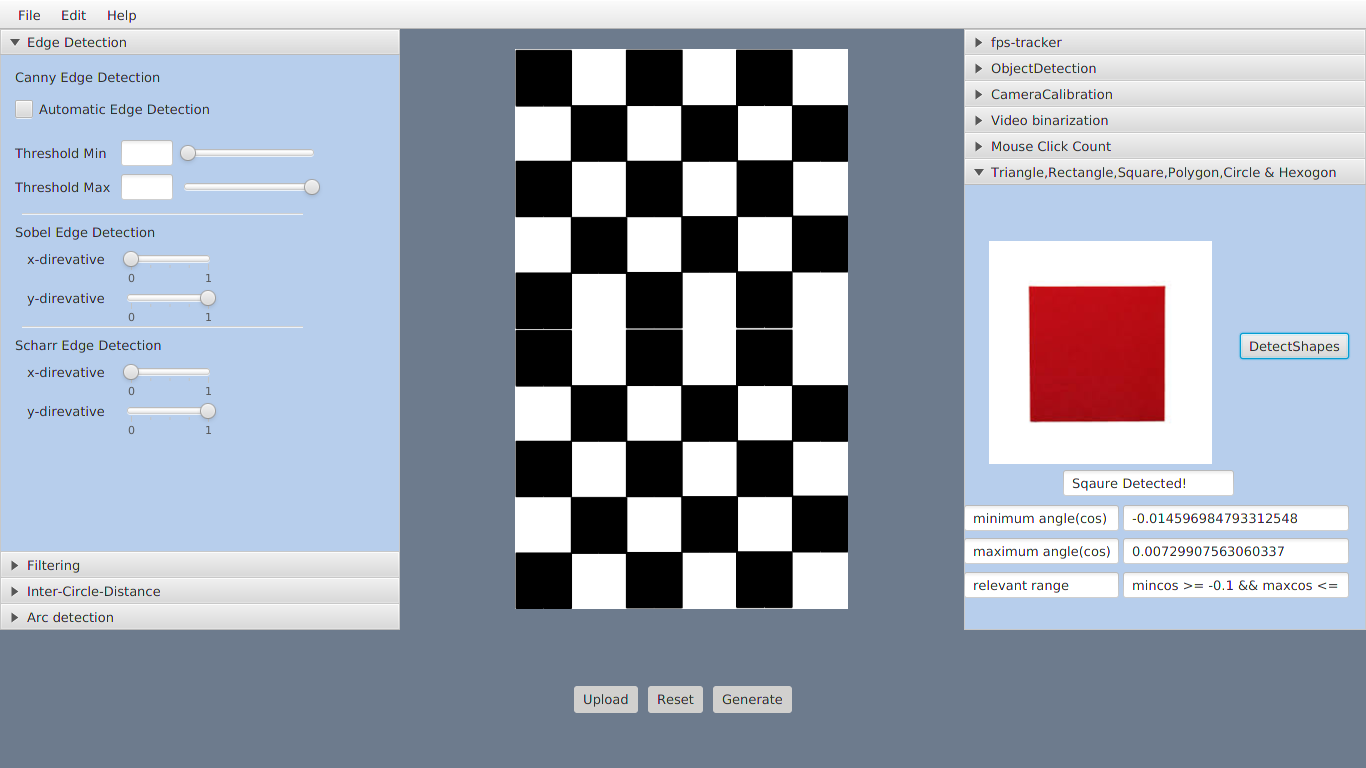 File Edit Help
Edge Detection
Canny Edge Detection
Automatic Edge Detection
Threshold Min
Threshold Max
Sobel Edge Detection
x-direvative
0 1
y-direvative
0 1
Scharr Edge Detection
x-direvative
0 1
y-direvative
0 1
Filtering
Inter-Circle-Distance
Arc detection
Upload Reset Generate
fps-tracker
ObjectDetection
CameraCalibration
Video binarization
Mouse Click Count
Triangle,Rectangle,Square,Polygon,Circle & Hexogon
DetectShapes
Sqaure Detected!
minimum angle(cos) -0.014596984793312548
maximum angle(cos) 0.00729907563060337
relevant range mincos >= -0.1 && maxcos <=